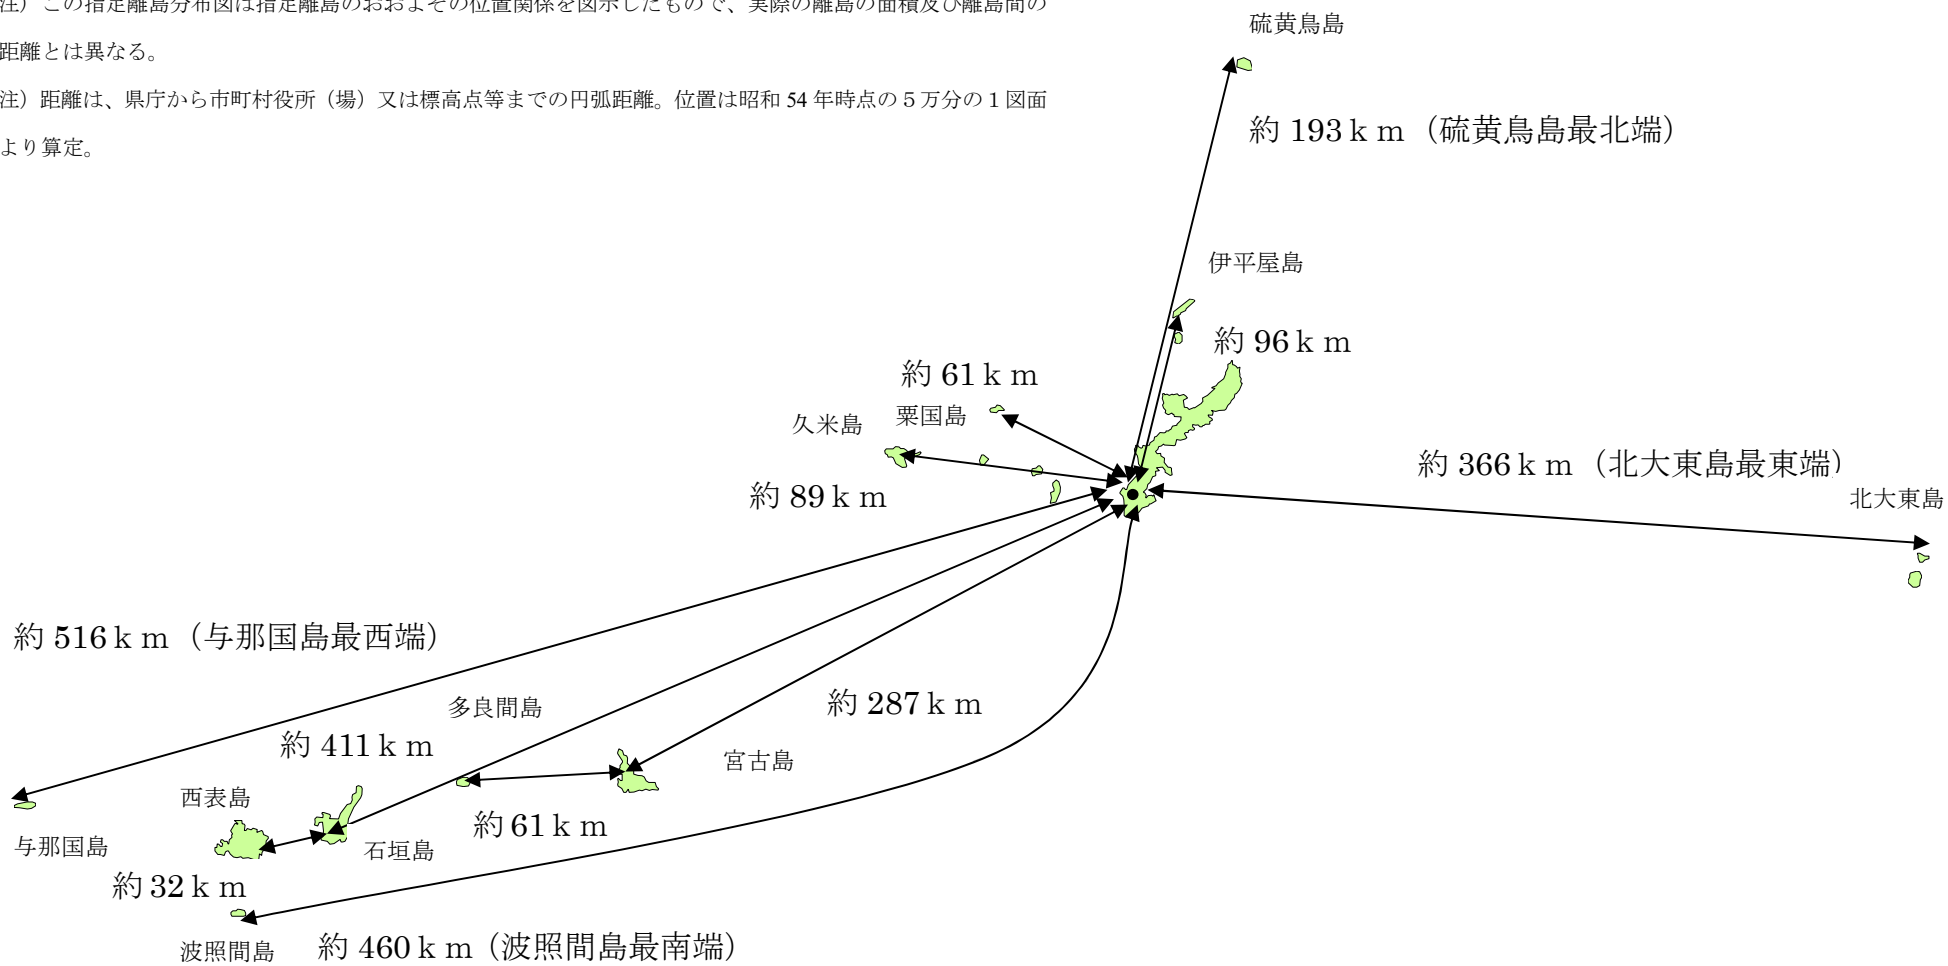 注）この指定離島分布図は指定離島のおおよその位置関係を図示したもので、実際の離島の面積及び離島間の
距離とは異なる。
注）距離は、県庁から市町村役所（場）又は標高点等までの円弧距離。位置は昭和 54 年時点の５万分の１図面
より算定。
硫黄鳥島
約 193ｋｍ（硫黄鳥島最北端）
伊平屋島
約 96ｋｍ
約 61ｋｍ
粟国島
久米島
約 89ｋｍ
約 366ｋｍ（北大東島最東端）
北大東島
約 516ｋｍ（与那国島最西端）
多良間島
約 287ｋｍ
約 411ｋｍ
宮古島
西表島
約 61ｋｍ
与那国島
石垣島
約 32ｋｍ
波照間島
約 460ｋｍ（波照間島最南端）